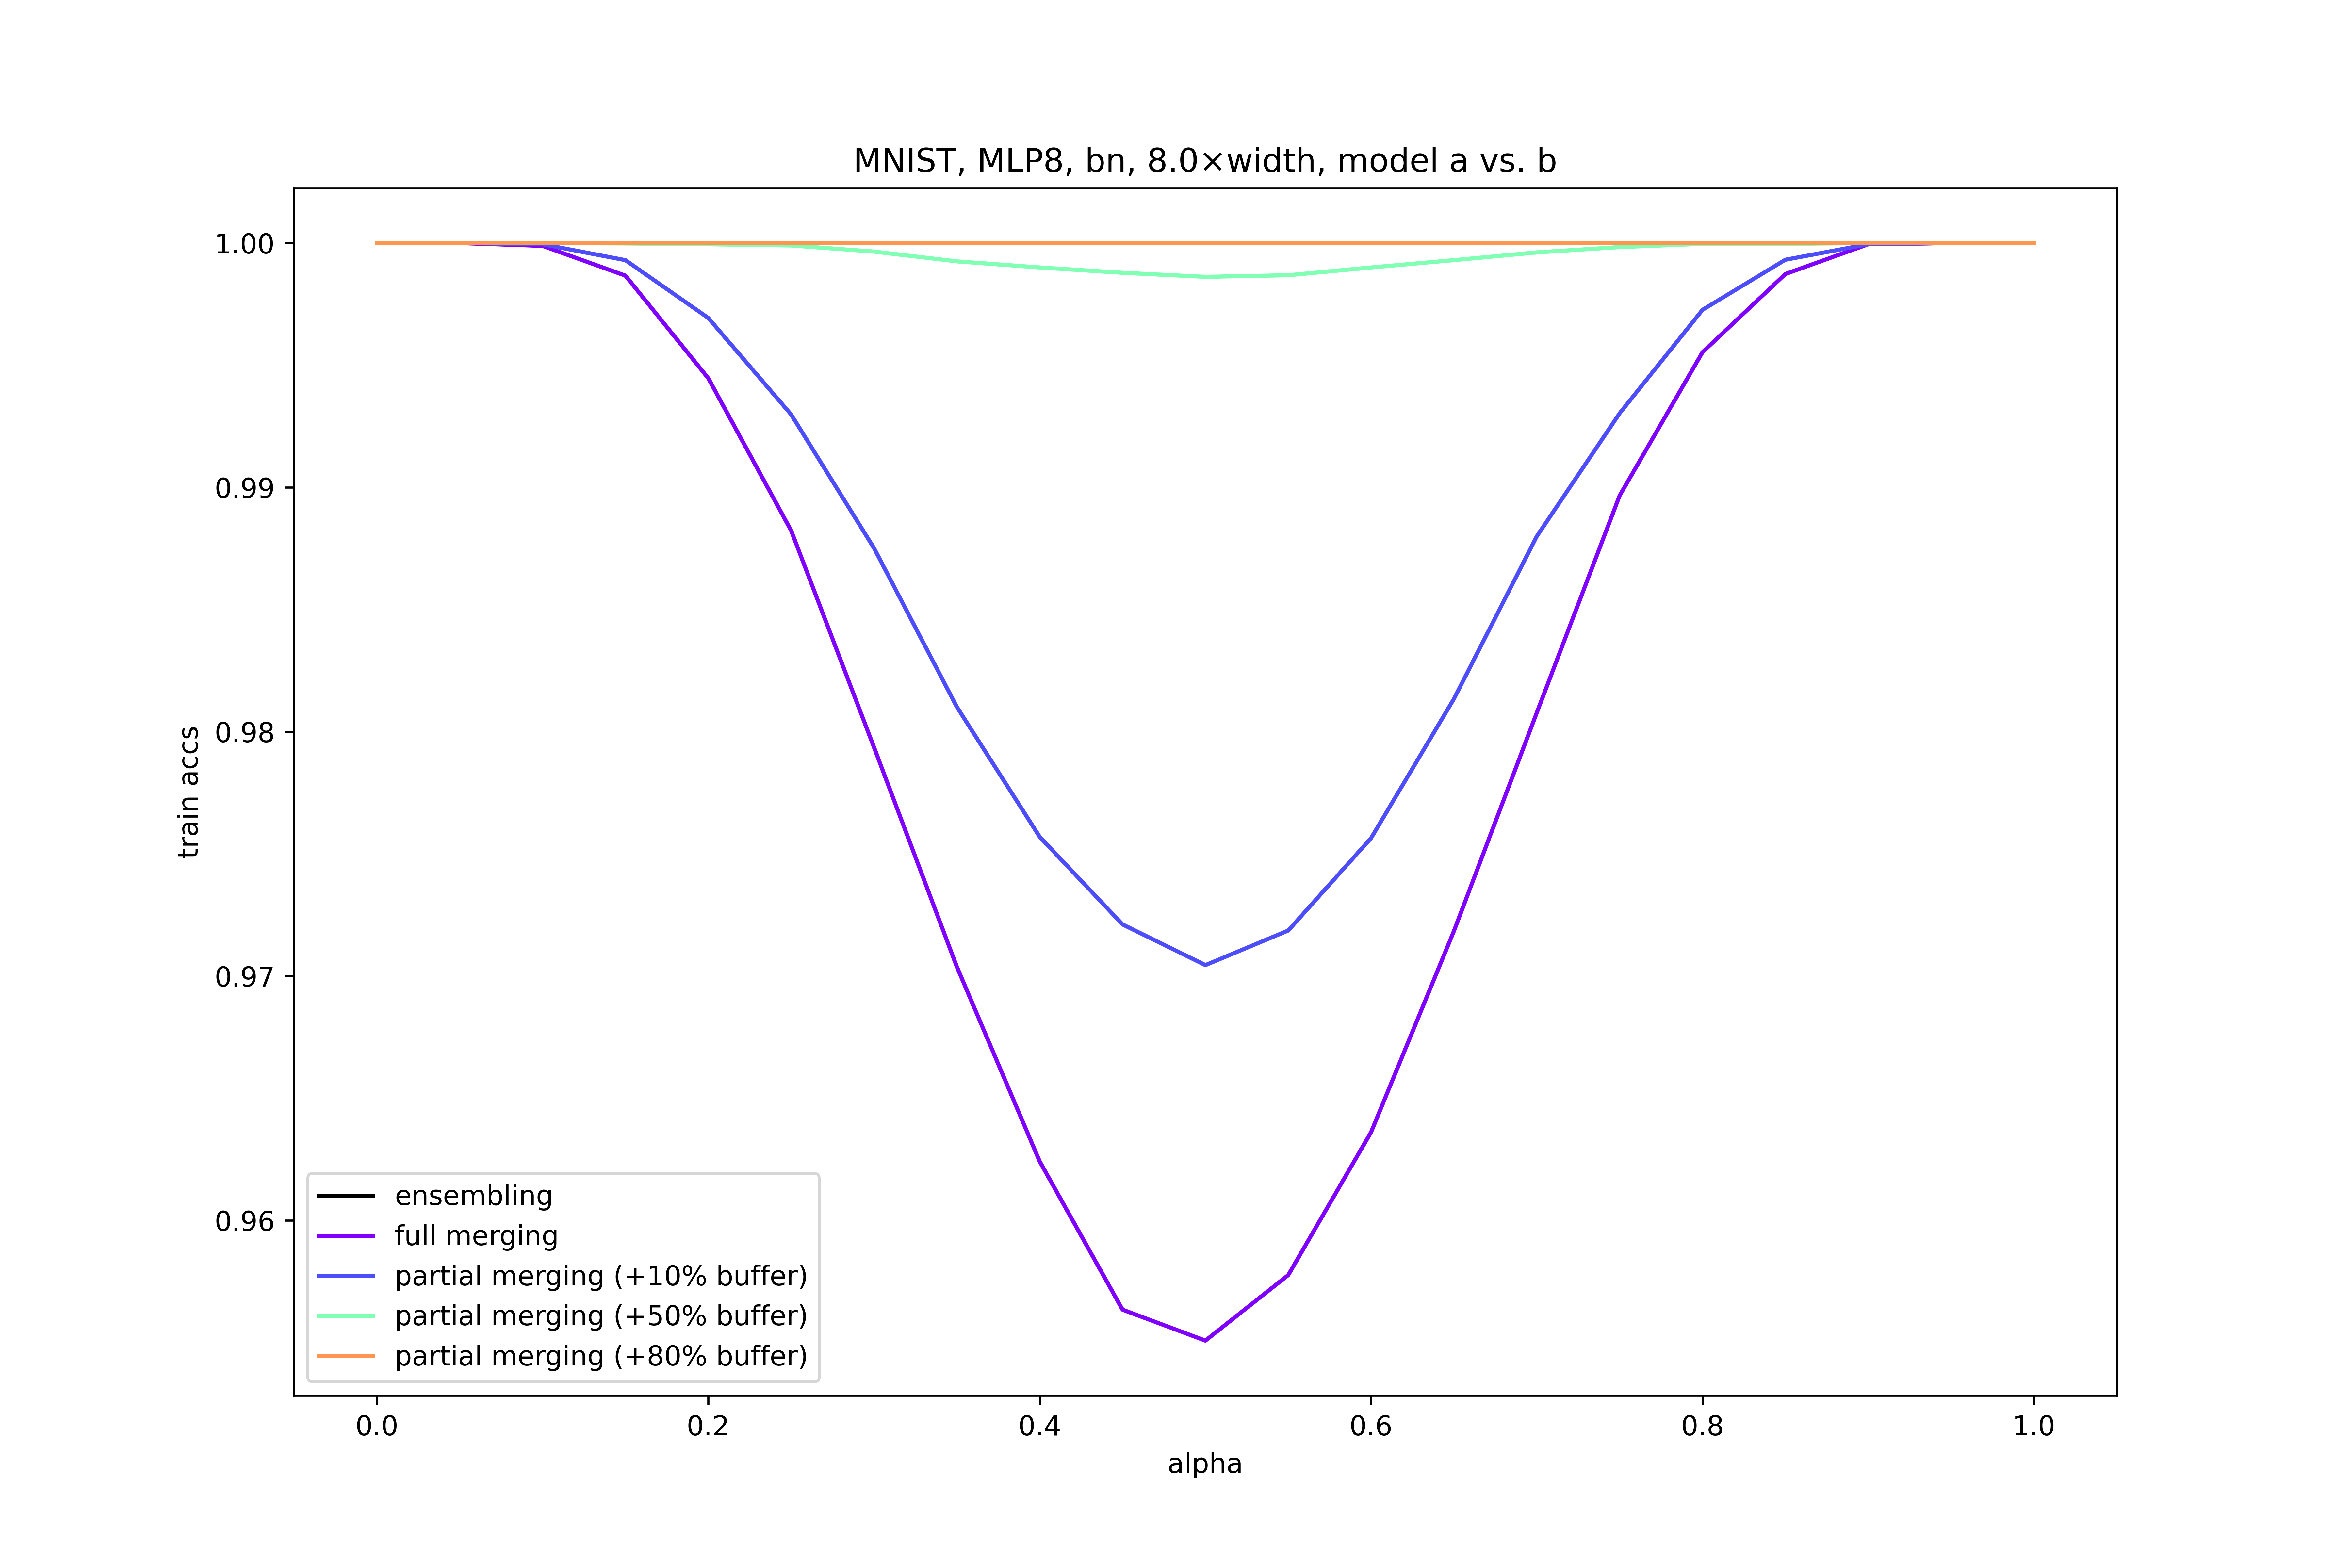 MNIST, MLP8, bn, 8.0×width, model a vs. b
1.00
0.99
0.98
0.97
0.96
train accs
ensembling
full merging
partial merging (+10% buffer)
partial merging (+50% buffer)
partial merging (+80% buffer)
0.0 0.2 0.4 0.6 0.8 1.0
alpha